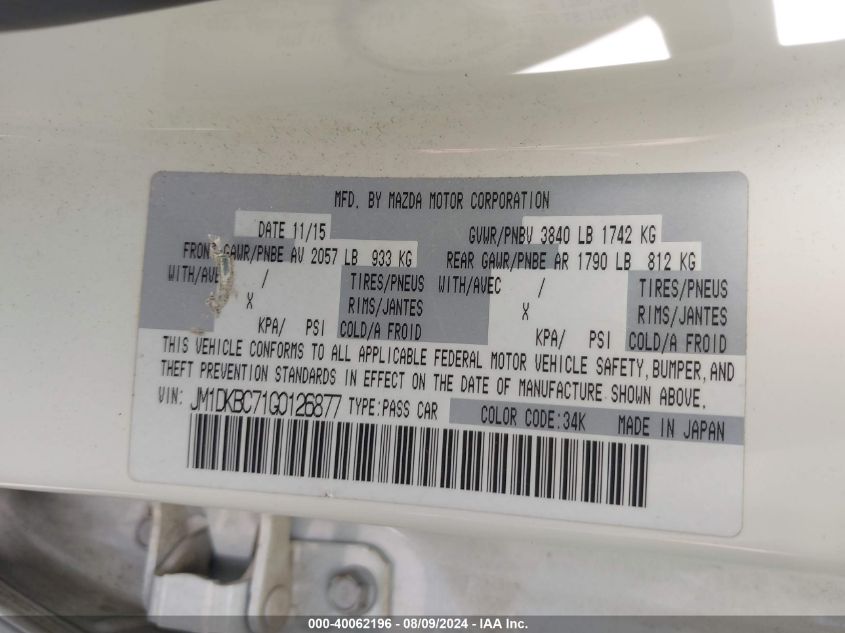 MFD. BY MAZDA MOTOR CORPORATION
DATE 11/15 GVWR/PNBV 3840 LB 1742 KG
FRONT GAWR/PNBE AV 2057 LB 933 KG REAR GAWR/PNBE AR 1790 LB 812 KG
WITH/AVEC / TIRES/PNEUS WITH/AVEC / TIRES/PNEUS
X RIMS/JANTES X RIMS/JANTES
KPA/ PSI COLD/A FROID KPA/ PSI COLD/A FROID
THIS VEHICLE CONFORMS TO ALL APPLICABLE FEDERAL MOTOR VEHICLE SAFETY, BUMPER, AND
THEFT PREVENTION STANDARDS IN EFFECT ON THE DATE OF MANUFACTURE SHOWN ABOVE.
VIN: JM1DKBC71G0126877 TYPE:PASS CAR COLOR CODE:34K MADE IN JAPAN
000-40062196 - 08/09/2024 - IAA Inc.